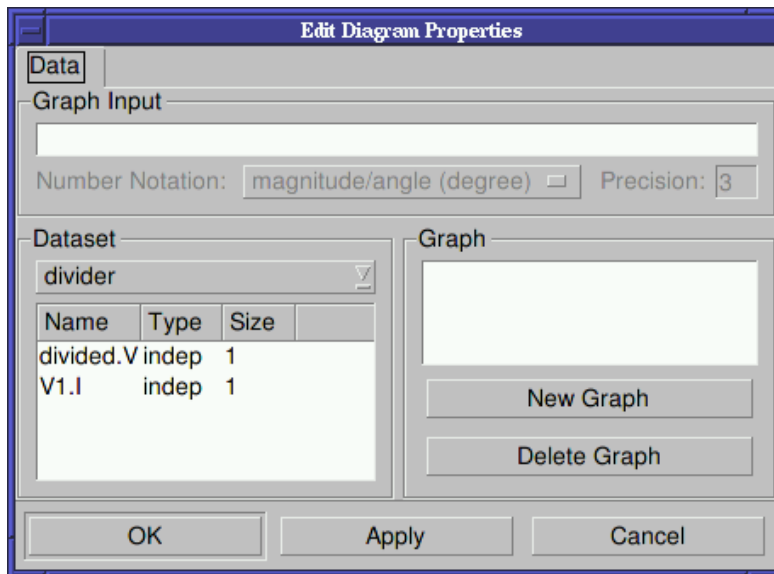 Edit Diagram Properties
Data
Graph Input
Number Notation: magnitude/angle (degree) Precision: 3
Dataset
divider
Name Type Size
divided.V indep 1
V1.I indep 1
Graph
New Graph
Delete Graph
OK Apply Cancel